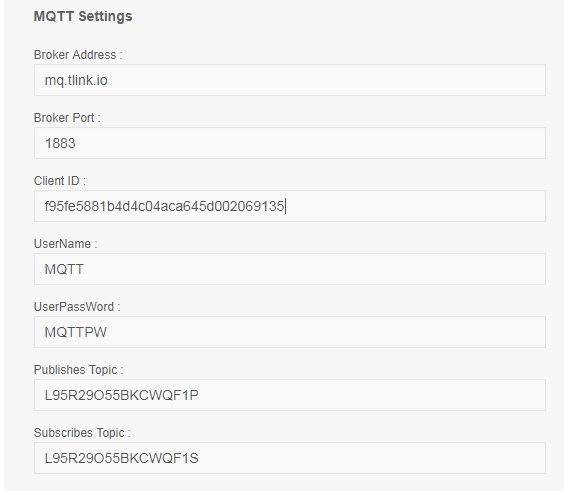 MQTT Settings
Broker Address :
mq.tlink.io
Broker Port :
1883
Client ID :
f95fe5881b4d4c04aca645d002069135
UserName :
MQTT
UserPassWord :
MQTTPW
Publishes Topic :
L95R29O55BKCWQF1P
Subscribes Topic :
L95R29O55BKCWQF1S